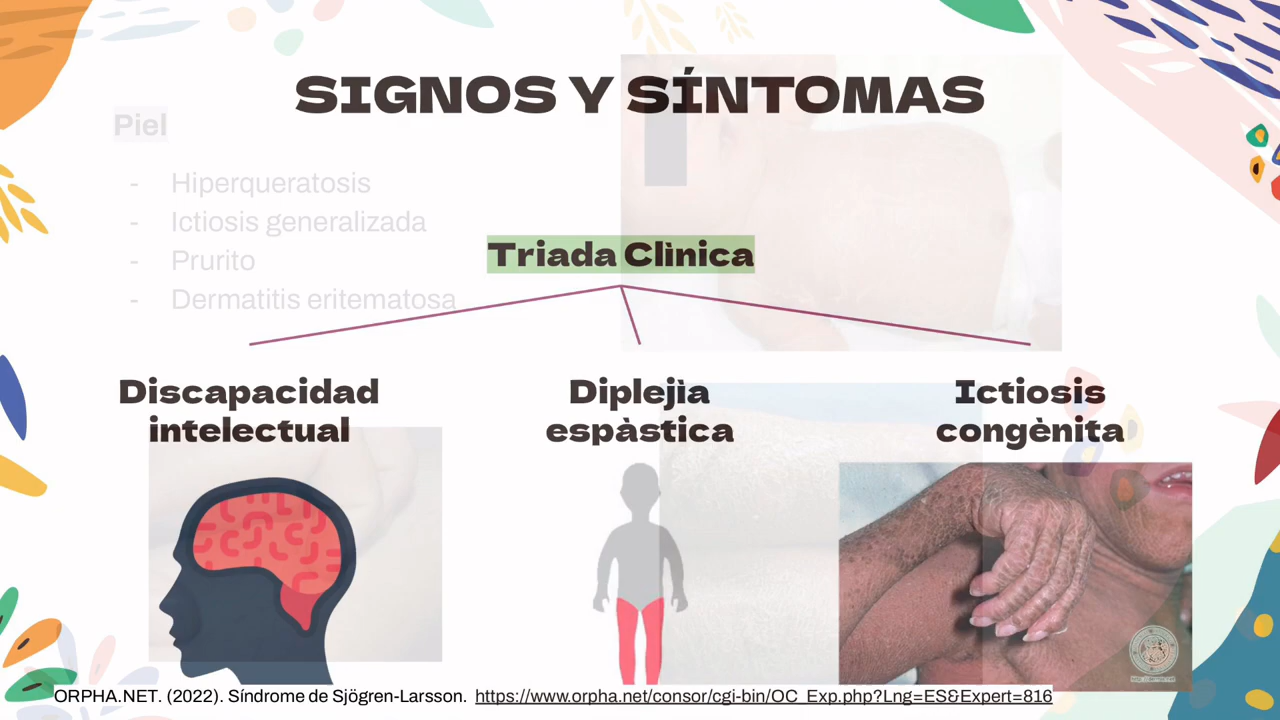 SIGNOS Y SÍNTOMAS
Piel
- Hiperqueratosis
- Ictiosis generalizada
- Prurito
- Dermatitis eritematosa
Triada Clìnica
Discapacidad
intelectual
Diplejìa
espàstica
Ictiosis
congènita
ORPHA.NET. (2022). Síndrome de Sjögren-Larsson. https://www.orpha.net/consor/cgi-bin/OC_Exp.php?Lng=ES&Expert=816